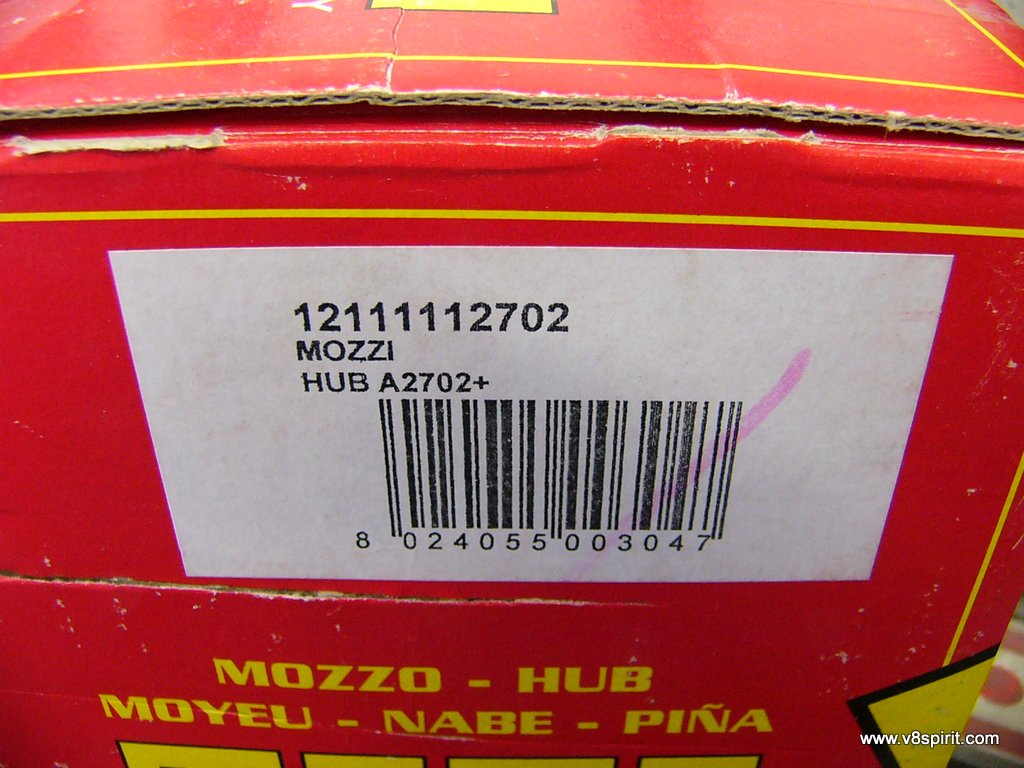 12111112702
MOZZI
HUB A2702+
8 024055 003047
MOZZO - HUB
MOYEU - NABE - PIÑA
www.v8spirit.com